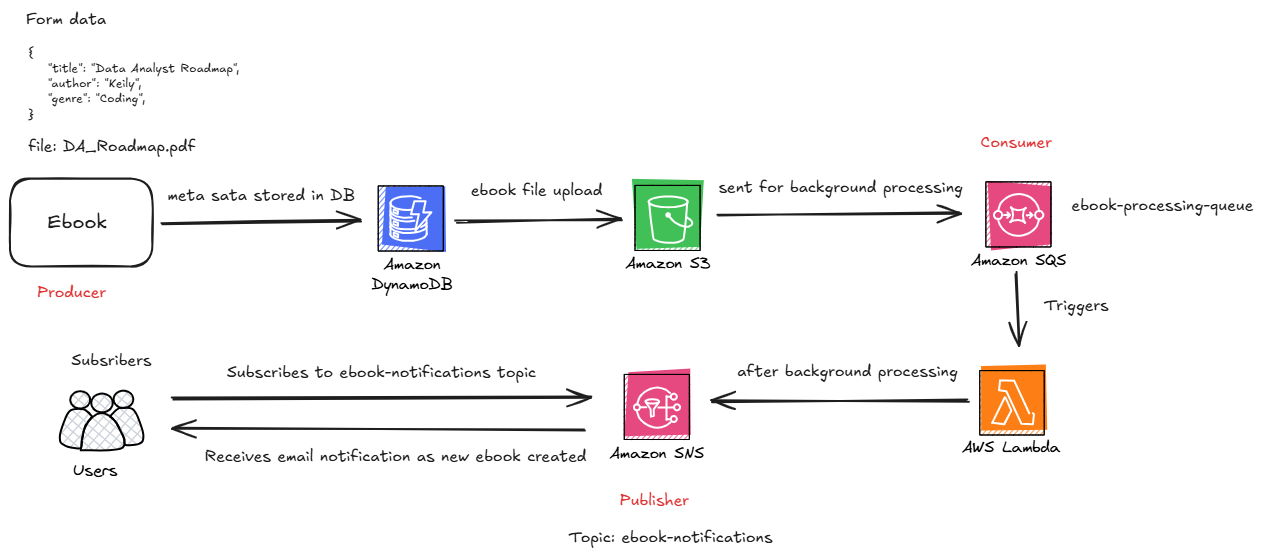 Form data
{
"title": "Data Analyst Roadmap",
"author": "Keily",
"genre": "Coding",
}
file: DA_Roadmap.pdf
Ebook
Producer
meta sata stored in DB
Amazon
DynamoDB
ebook file upload
Amazon S3
sent for background processing
Consumer
Amazon SQS
ebook-processing-queue
Triggers
AWS Lambda
after background processing
Amazon SNS
Publisher
Topic: ebook-notifications
Subsribers
Users
Subscribes to ebook-notifications topic
Receives email notification as new ebook created